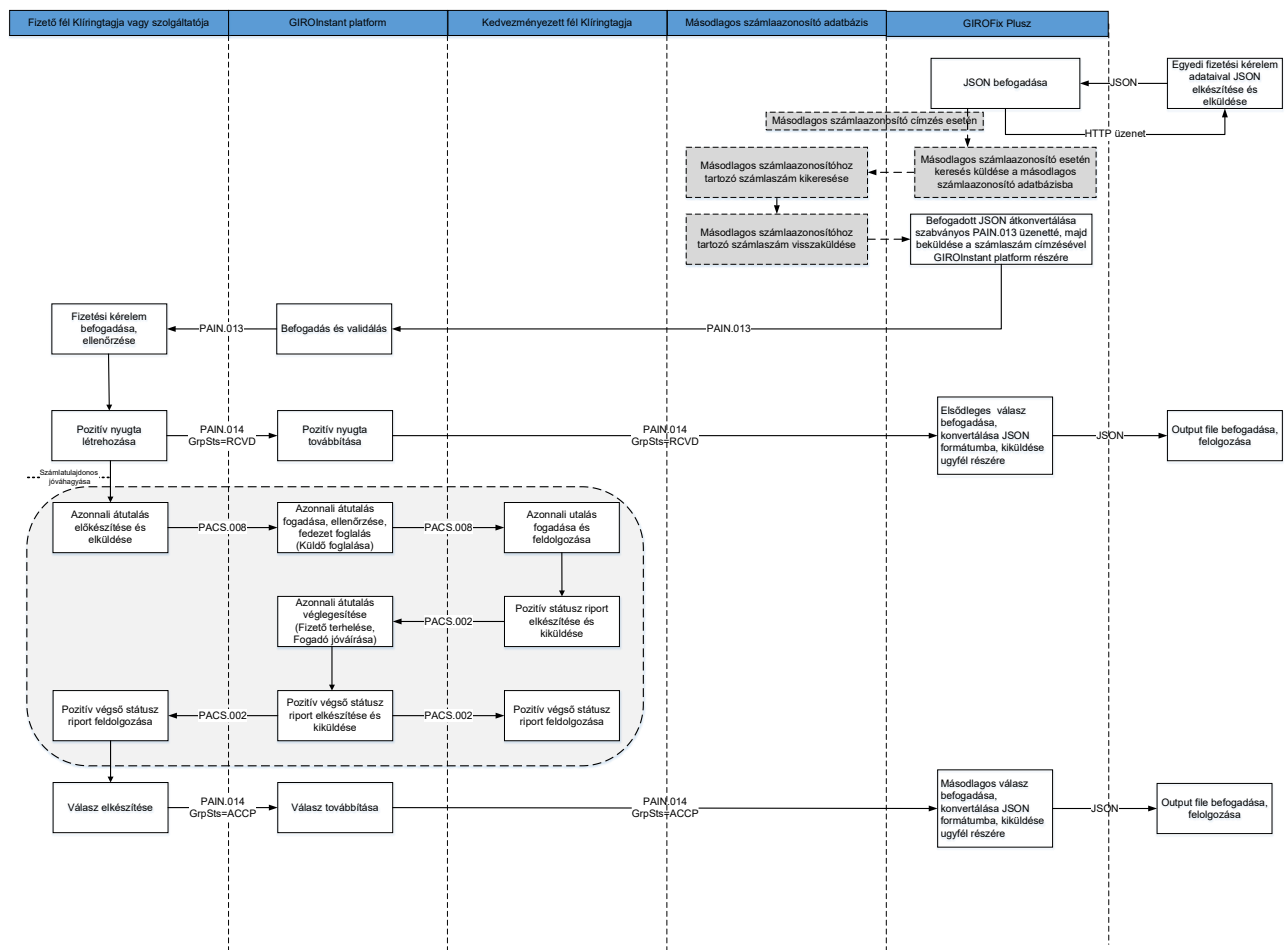 Fizető fél Klíringtagja vagy szolgáltatója
GIROInstant platform
Kedvezményezett fél Klíringtagja
Másodlagos számlaazonosító adatbázis
GIROFix Plusz
JSON befogadása
JSON
Egyedi fizetési kérelem
adataival JSON
elkészítése és
elküldése
Másodlagos számlaazonosító címzés esetén
HTTP üzenet
Másodlagos számlaazonosítóhoz
tartozó számlaszám kikeresése
Másodlagos számlaazonosító esetén
keresés küldése a másodlagos
számlaazonosító adatbázisba
Másodlagos számlaazonosítóhoz
tartozó számlaszám visszaküldése
Befogadott JSON átkonvertálása
szabványos PAIN.013 üzenetté, majd
beküldése a számlaszám címzésével
GIROInstant platform részére
Fizetési kérelem
befogadása,
ellenőrzése
PAIN.013
Befogadás és validálás
PAIN.013
Pozitív nyugta
létrehozása
PAIN.014
GrpSts=RCVD
Pozitív nyugta
továbbítása
PAIN.014
GrpSts=RCVD
Elsődleges válasz
befogadása,
konvertálása JSON
formátumba, kiküldése
ugyfél részére
JSON
Output file befogadása,
felolgozása
Számlatulajdonos
jóváhagyása
Azonnali átutalás
előkészítése és
elküldése
PACS.008
Azonnali átutalás
fogadása, ellenőrzése,
fedezet foglalás
(Küldő foglalása)
PACS.008
Azonnali utalás
fogadása és
feldolgozása
Azonnali átutalás
véglegesítése
(Fizető terhelése,
Fogadó jóváírása)
PACS.002
Pozitív státusz riport
elkészítése és
kiküldése
Pozitív végső státusz
riport feldolgozása
PACS.002
Pozitív végső státusz
riport elkészítése és
kiküldése
PACS.002
Pozitív végső státusz
riport feldolgozása
Válasz elkészítése
PAIN.014
GrpSts=ACCP
Válasz továbbítása
PAIN.014
GrpSts=ACCP
Másodlagos válasz
befogadása,
konvertálása JSON
formátumba, kiküldése
ugyfél részére
JSON
Output file befogadása,
felolgozása